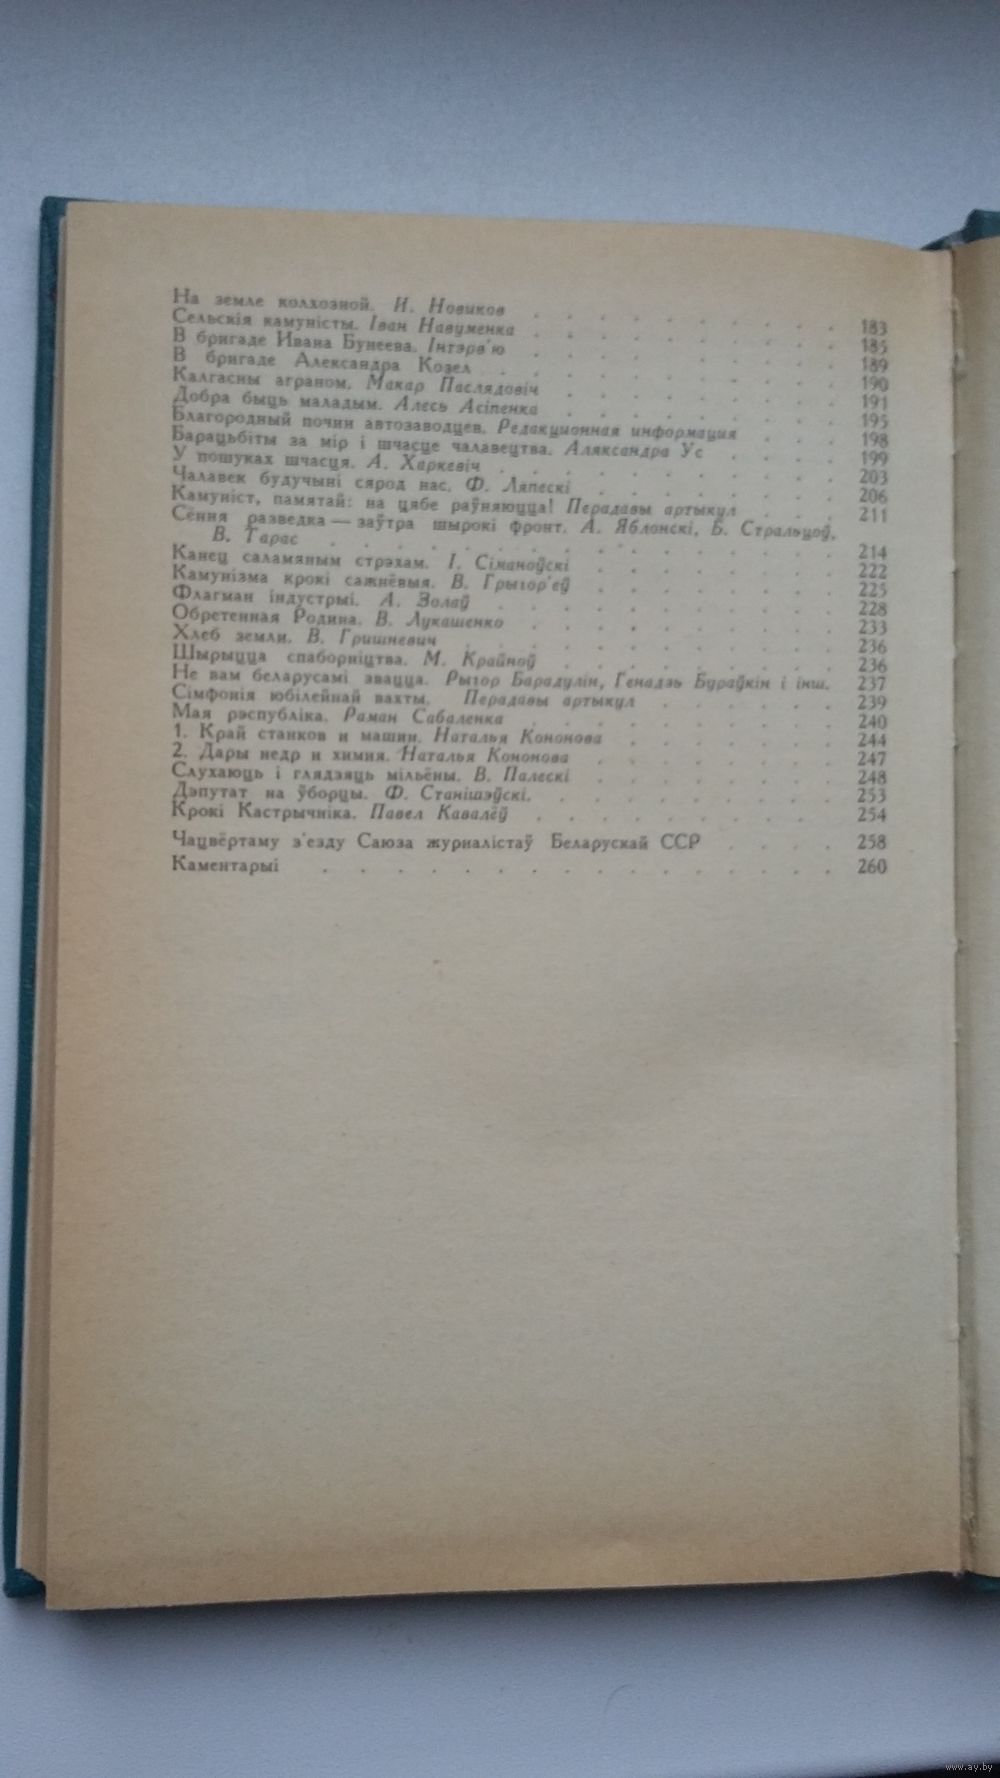 На земле колхозной. И. Новиков . . . . . . . . . . 183
Сельскія камуністы. Іван Навуменка . . . . . . . . . . 185
В бригаде Ивана Бунеева. Інтэрв'ю . . . . . . . . . . 189
В бригаде Александра Козел . . . . . . . . . . . 190
Калгасны аграном. Макар Паслядовіч . . . . . . . . . 191
Добра быць маладым. Алесь Асіпенка . . . . . . . . . 195
Благородный почин автозаводцев. Редакционная информация . . . 198
Барацьбіты за мір і шчасце чалавецтва. Аляксандра Ус . . . . 199
У пошуках шчасця. А. Харкевіч . . . . . . . . . . . 203
Чалавек будучыні сярод нас. Ф. Ляпескі . . . . . . . . 206
Камуніст, памятай: на цябе раўняюцца! Перадавы артыкул . . . 211
Сёння разведка — заўтра шырокі фронт. А. Яблонскі, Б. Стральцоў,
В. Тарас . . . . . . . . . . . . . . . . 214
Канец саламяным стрэхам. І. Сіманоўскі . . . . . . . . 222
Камунізма крокі сажнёвыя. В. Грыгор'еў . . . . . . . . 225
Флагман індустрыі. А. Золаў . . . . . . . . . . . 228
Обретенная Родина. В. Лукашенко . . . . . . . . . . 233
Хлеб земли. В. Гришневич . . . . . . . . . . . . 236
Шырыцца спаборніцтва. М. Крайноў . . . . . . . . . 236
Не вам беларусамі звацца. Рыгор Барадулін, Генадзь Бураўкін і інш. 237
Сімфонія юбілейнай вахты. Перадавы артыкул . . . . . . 239
Мая рэспубліка. Раман Сабаленка . . . . . . . . . . 240
1. Край станков и машин. Наталья Кононова . . . . . . . 244
2. Дары недр и химия. Наталья Кононова . . . . . . . . 247
Слухаюць і глядзяць мільёны. В. Палескі . . . . . . . . 248
Дэпутат на ўборцы. Ф. Станішэўскі. . . . . . . . . . 253
Крокі Кастрычніка. Павел Кавалёў . . . . . . . . . . 254
Чацвёртаму з'езду Саюза журналістаў Беларускай ССР . . . . 258
Каментарыі . . . . . . . . . . . . . . . . 260
www.ay.by